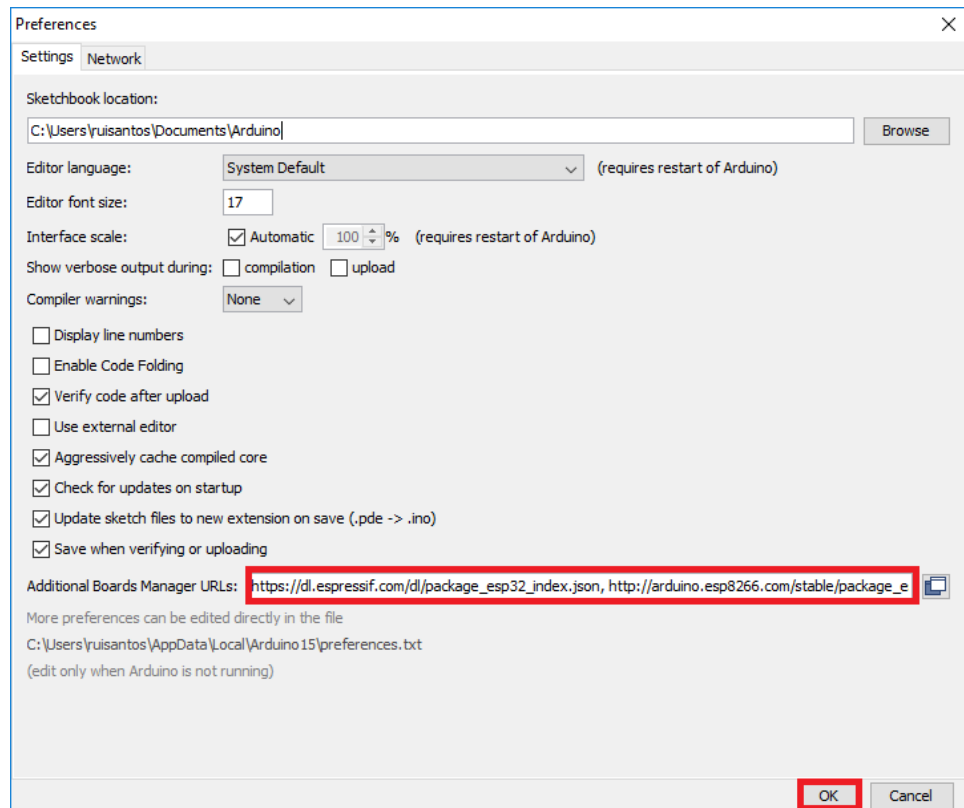 Preferences
Settings Network
Sketchbook location:
C:\Users\ruisantos\Documents\Arduino Browse
Editor language: System Default (requires restart of Arduino)
Editor font size: 17
Interface scale: Automatic 100 % (requires restart of Arduino)
Show verbose output during: compilation upload
Compiler warnings: None
Display line numbers
Enable Code Folding
Verify code after upload
Use external editor
Aggressively cache compiled core
Check for updates on startup
Update sketch files to new extension on save (.pde -> .ino)
Save when verifying or uploading
Additional Boards Manager URLs: https://dl.espressif.com/dl/package_esp32_index.json, http://arduino.esp8266.com/stable/package_e
More preferences can be edited directly in the file
C:\Users\ruisantos\AppData\Local\Arduino15\preferences.txt
(edit only when Arduino is not running)
OK Cancel